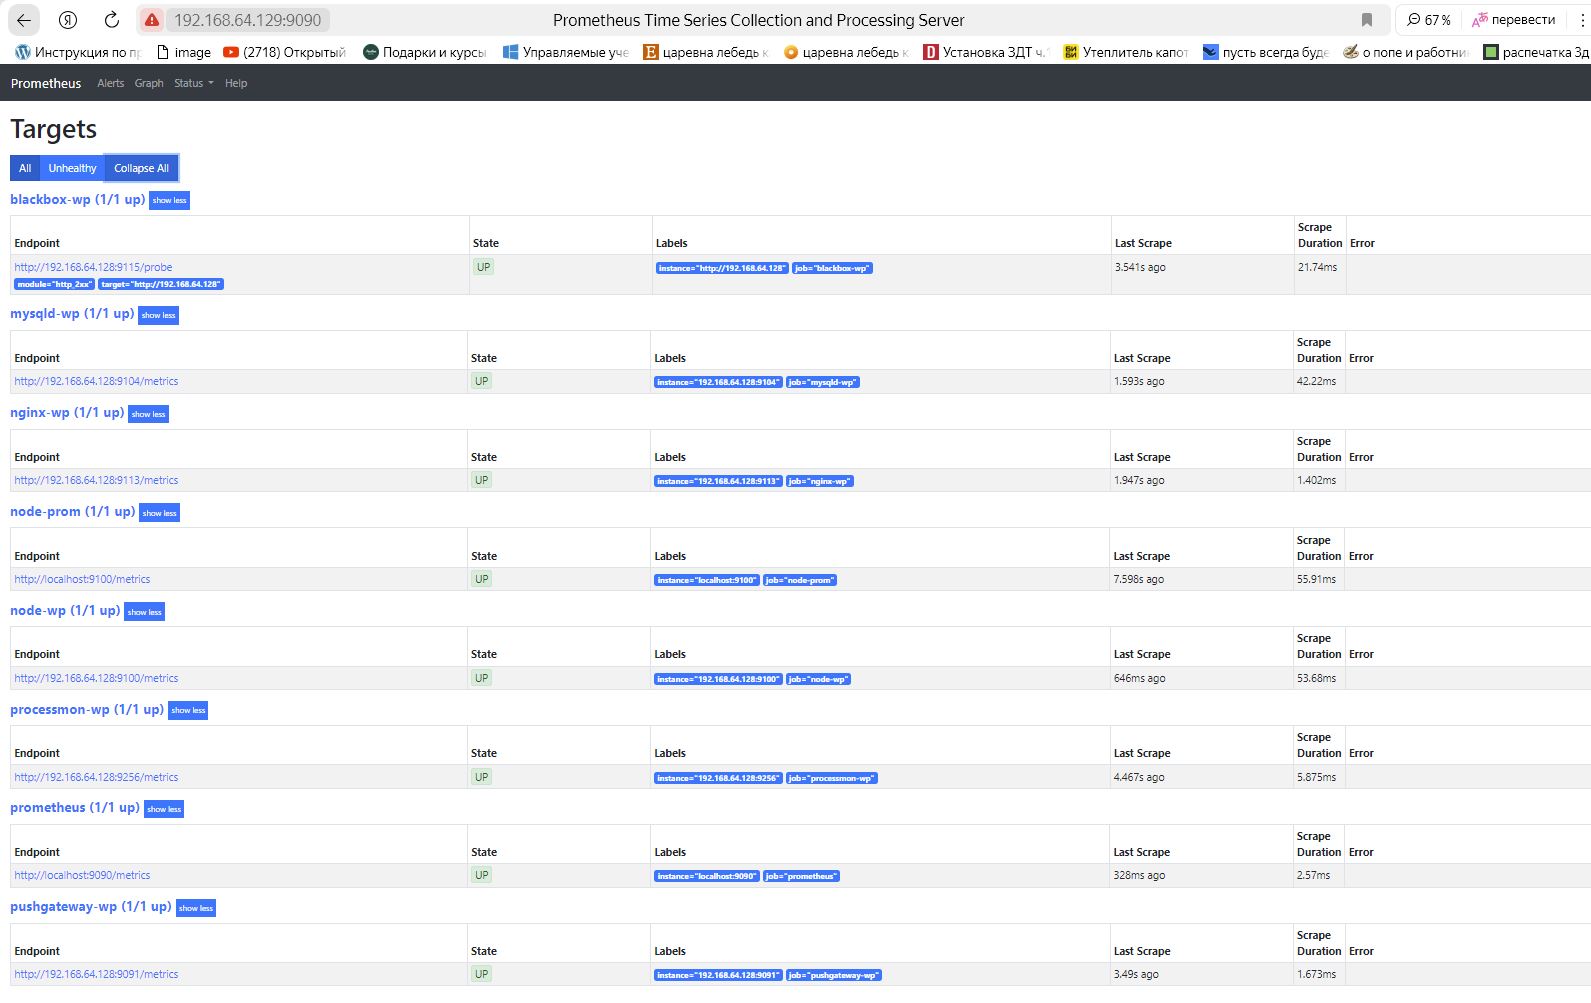 Я 192.168.64.129:9090 Prometheus Time Series Collection and Processing Server 67 % перевести
Инструкция по image (2718) Открытый Подарки и курсы Управляемые уче царевна лебедь к царевна лебедь Установка ЗДТ ч. Утеплитель капот пусть всегда буде о попе и работни распечатка Зд
Prometheus Alerts Graph Status Help
Targets
All Unhealthy Collapse All
blackbox-wp (1/1 up) show less
Endpoint State Labels Last Scrape Scrape Duration Error
http://192.168.64.128:9115/probe UP instance="http://192.168.64.128" job="blackbox-wp" 3.541s ago 21.74ms
module="http_2xx" target="http://192.168.64.128"
mysqld-wp (1/1 up) show less
Endpoint State Labels Last Scrape Scrape Duration Error
http://192.168.64.128:9104/metrics UP instance="192.168.64.128:9104" job="mysqld-wp" 1.593s ago 42.22ms
nginx-wp (1/1 up) show less
Endpoint State Labels Last Scrape Scrape Duration Error
http://192.168.64.128:9113/metrics UP instance="192.168.64.128:9113" job="nginx-wp" 1.947s ago 1.402ms
node-prom (1/1 up) show less
Endpoint State Labels Last Scrape Scrape Duration Error
http://localhost:9100/metrics UP instance="localhost:9100" job="node-prom" 7.598s ago 55.91ms
node-wp (1/1 up) show less
Endpoint State Labels Last Scrape Scrape Duration Error
http://192.168.64.128:9100/metrics UP instance="192.168.64.128:9100" job="node-wp" 646ms ago 53.68ms
processmon-wp (1/1 up) show less
Endpoint State Labels Last Scrape Scrape Duration Error
http://192.168.64.128:9256/metrics UP instance="192.168.64.128:9256" job="processmon-wp" 4.467s ago 5.875ms
prometheus (1/1 up) show less
Endpoint State Labels Last Scrape Scrape Duration Error
http://localhost:9090/metrics UP instance="localhost:9090" job="prometheus" 328ms ago 2.57ms
pushgateway-wp (1/1 up) show less
Endpoint State Labels Last Scrape Scrape Duration Error
http://192.168.64.128:9091/metrics UP instance="192.168.64.128:9091" job="pushgateway-wp" 3.49s ago 1.673ms